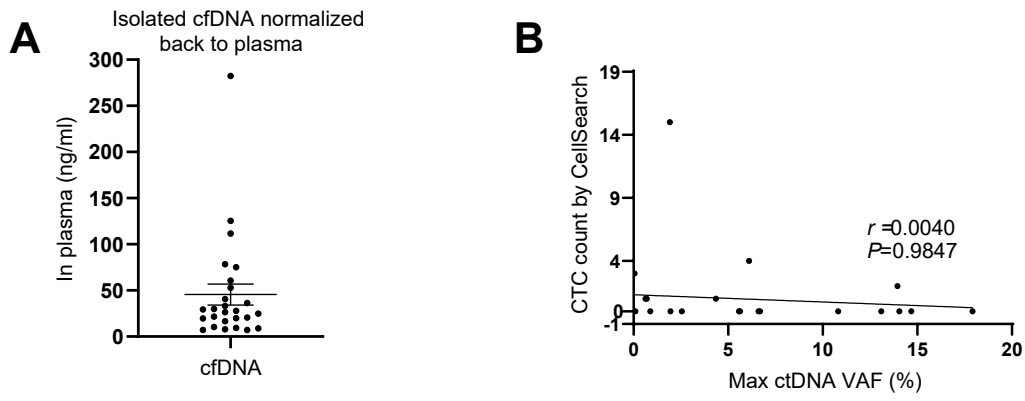 A
Isolated cfDNA normalized
back to plasma
In plasma (ng/ml)
300
250
200
150
100
50
0
cfDNA
B
CTC count by CellSearch
19
14
9
4
0
-1
r =0.0040
P=0.9847
0
5
10
15
20
Max ctDNA VAF (%)